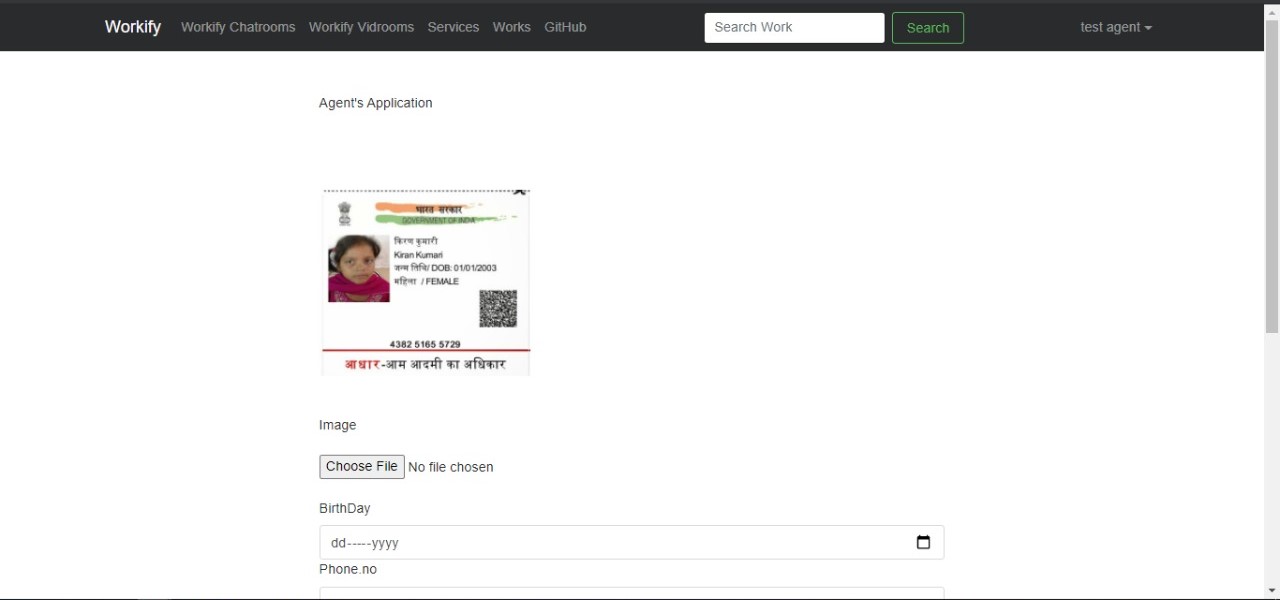 Workify Workify Chatrooms Workify Vidrooms Services Works GitHub Search Work Search test agent
Agent's Application
भारत सरकार
GOVERNMENT OF INDIA
किरण कुमारी
Kiran Kumari
जन्म तिथि/ DOB: 01/01/2003
महिला / FEMALE
4382 5165 5729
आधार-आम आदमी का अधिकार
Image
Choose File No file chosen
BirthDay
dd-----yyyy
Phone.no